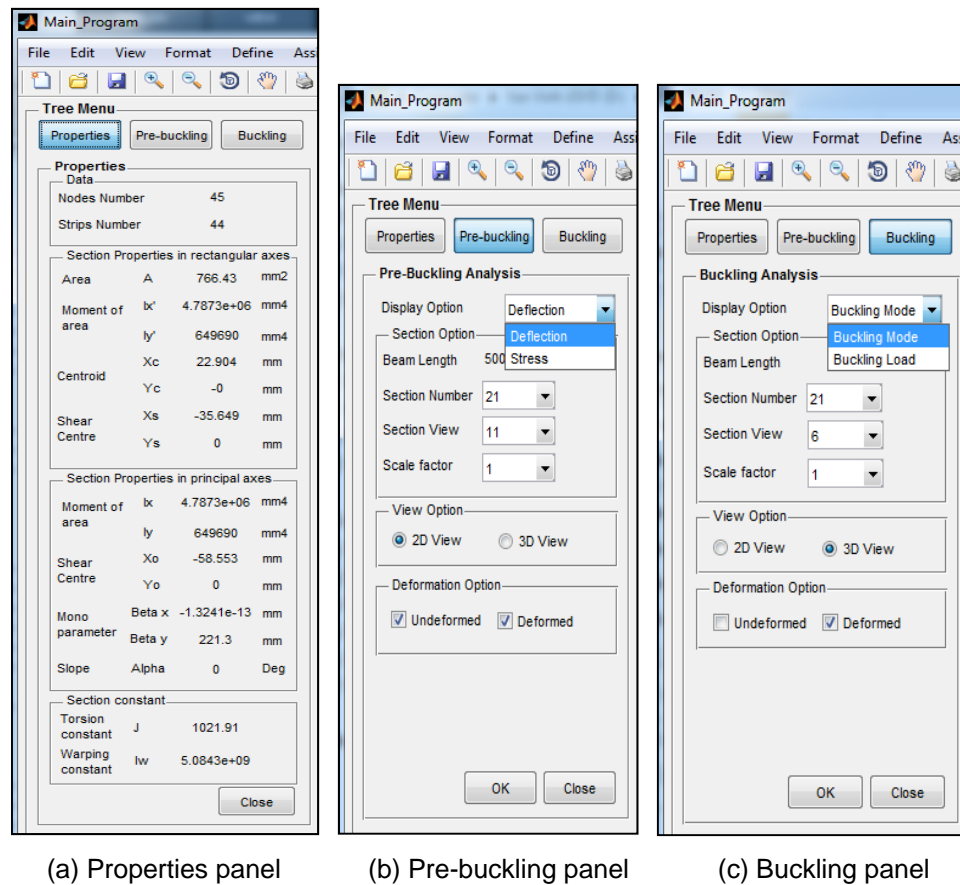 Main_Program
File Edit View Format Define Ass
Tree Menu
Properties Pre-buckling Buckling
Properties
Data
Nodes Number 45
Strips Number 44
Section Properties in rectangular axes
Area A 766.43 mm2
Moment of area Ix' 4.7873e+06 mm4
Iy' 649690 mm4
Centroid Xc 22.904 mm
Yc -0 mm
Shear Centre Xs -35.649 mm
Ys 0 mm
Section Properties in principal axes
Moment of area Ix 4.7873e+06 mm4
Iy 649690 mm4
Shear Centre Xo -58.553 mm
Yo 0 mm
Mono parameter Beta x -1.3241e-13 mm
Beta y 221.3 mm
Slope Alpha 0 Deg
Section constant
Torsion constant J 1021.91
Warping constant Iw 5.0843e+09
Close
(a) Properties panel
Main_Program
File Edit View Format Define Assi
Tree Menu
Properties Pre-buckling Buckling
Pre-Buckling Analysis
Display Option Deflection
Deflection
Stress
Section Option
Beam Length 500
Section Number 21
Section View 11
Scale factor 1
View Option
2D View 3D View
Deformation Option
Undeformed Deformed
OK Close
(b) Pre-buckling panel
Main_Program
File Edit View Format Define As
Tree Menu
Properties Pre-buckling Buckling
Buckling Analysis
Display Option Buckling Mode
Buckling Mode
Buckling Load
Section Option
Beam Length
Section Number 21
Section View 6
Scale factor 1
View Option
2D View 3D View
Deformation Option
Undeformed Deformed
OK Close
(c) Buckling panel